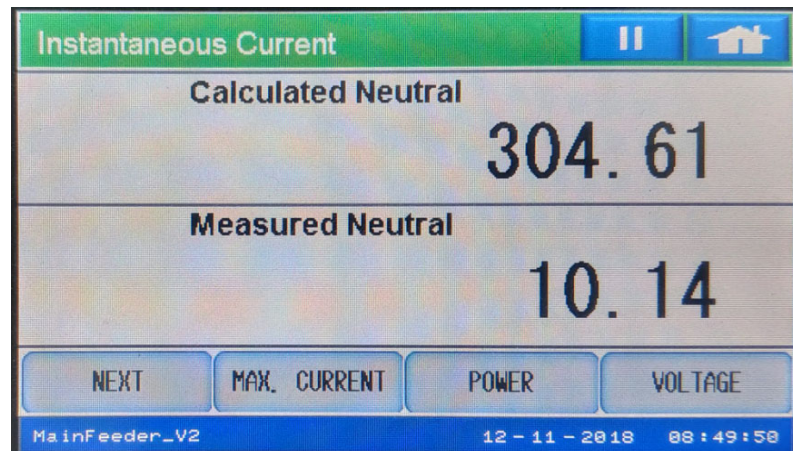 Instantaneous Current
Calculated Neutral
304.61
Measured Neutral
10.14
NEXT MAX. CURRENT POWER VOLTAGE
MainFeeder_V2 12-11-2018 08:49:50